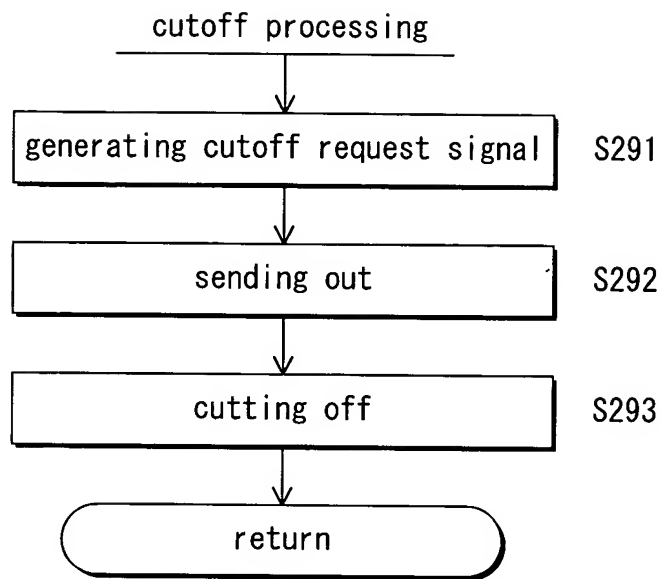 cutoff processing
generating cutoff request signal S291
sending out S292
cutting off S293
return